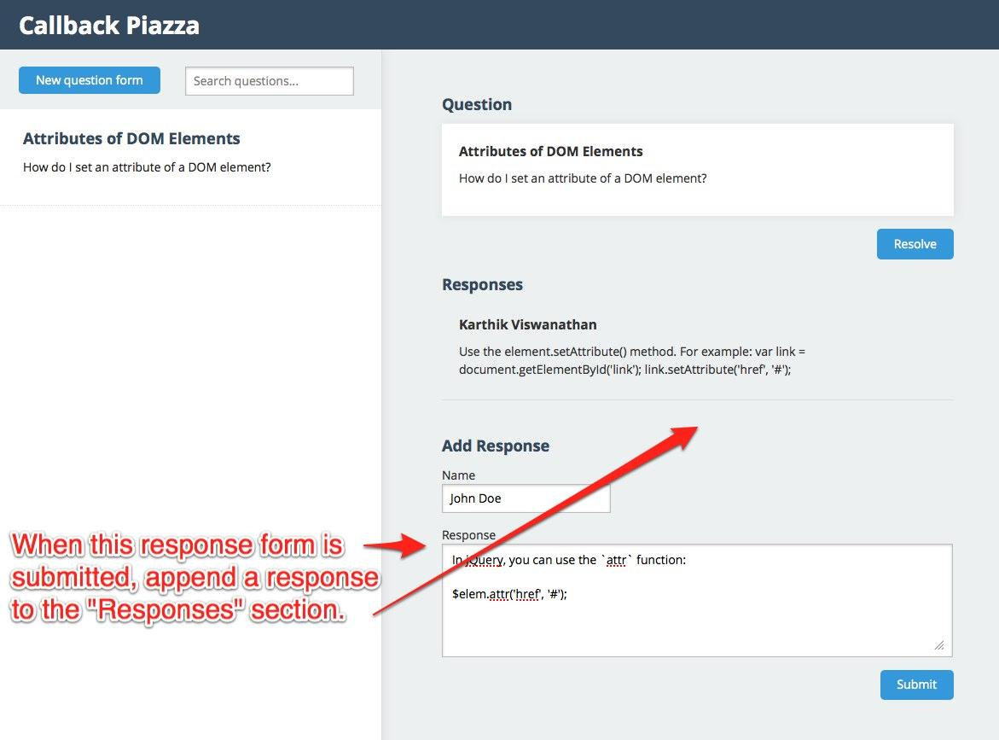 Callback Piazza
New question form
Search questions...
Attributes of DOM Elements
How do I set an attribute of a DOM element?
Question
Attributes of DOM Elements
How do I set an attribute of a DOM element?
Resolve
Responses
Karthik Viswanathan
Use the element.setAttribute() method. For example: var link =
document.getElementById('link'); link.setAttribute('href', '#');
Add Response
Name
John Doe
When this response form is
submitted, append a response
to the "Responses" section.
Response
In jQuery, you can use the `attr` function:
$elem.attr('href', '#');
Submit